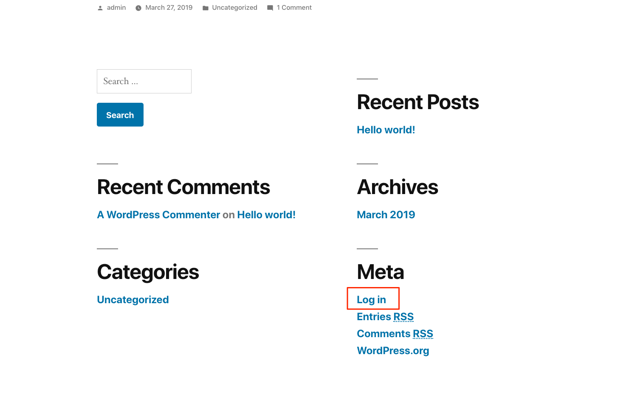 admin March 27, 2019 Uncategorized 1 Comment
Search ...
Search
Recent Posts
Hello world!
Recent Comments
A WordPress Commenter on Hello world!
Archives
March 2019
Categories
Uncategorized
Meta
Log in
Entries RSS
Comments RSS
WordPress.org